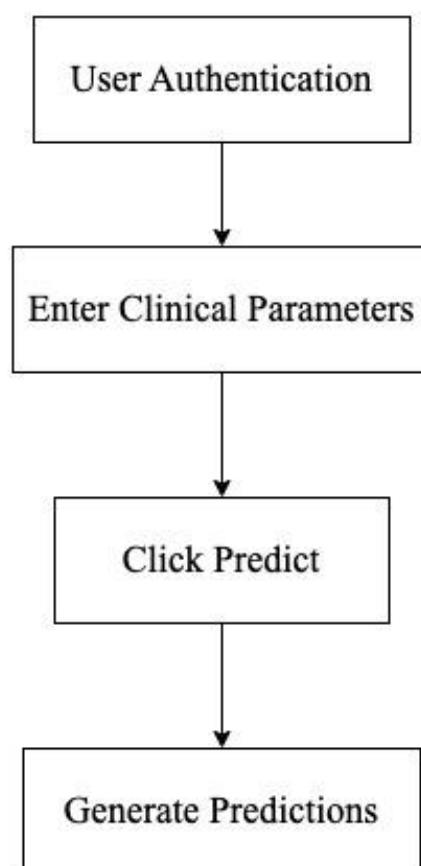 User Authentication
Enter Clinical Parameters
Click Predict
Generate Predictions